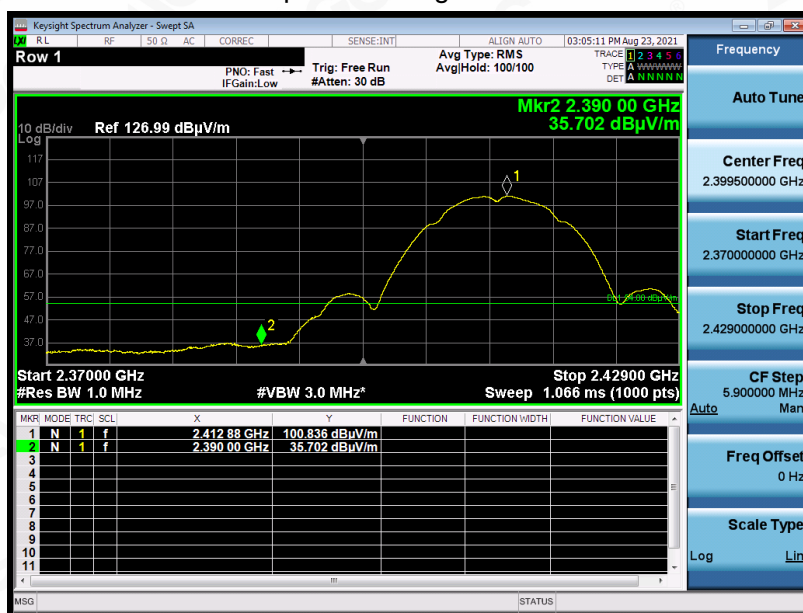 Keysight Spectrum Analyzer - Swept SA
LXI RL RF 50 Ω AC CORREC SENSE:INT ALIGN AUTO 03:05:11 PM Aug 23, 2021
Row 1
PNO: Fast
IFGain:Low
Trig: Free Run
#Atten: 30 dB
Avg Type: RMS
Avg|Hold: 100/100
TRACE 1 2 3 4 5 6
TYPE A WWWWW
DET A N N N N N
Mkr2 2.390 00 GHz
35.702 dBµV/m
10 dB/div Ref 126.99 dBµV/m
Log
117
107
97.0
87.0
77.0
67.0
57.0
47.0
37.0
1
2
Start 2.37000 GHz
Stop 2.42900 GHz
#Res BW 1.0 MHz
#VBW 3.0 MHz*
Sweep 1.066 ms (1000 pts)
MKR MODE TRC SCL X Y FUNCTION FUNCTION WIDTH FUNCTION VALUE
1 N 1 f 2.412 88 GHz 100.836 dBµV/m
2 N 1 f 2.390 00 GHz 35.702 dBµV/m
3
4
5
6
7
8
9
10
11
MSG
STATUS
Frequency
Auto Tune
Center Freq
2.399500000 GHz
Start Freq
2.370000000 GHz
Stop Freq
2.429000000 GHz
CF Step
5.900000 MHz
Auto Man
Freq Offset
0 Hz
Scale Type
Log Lin